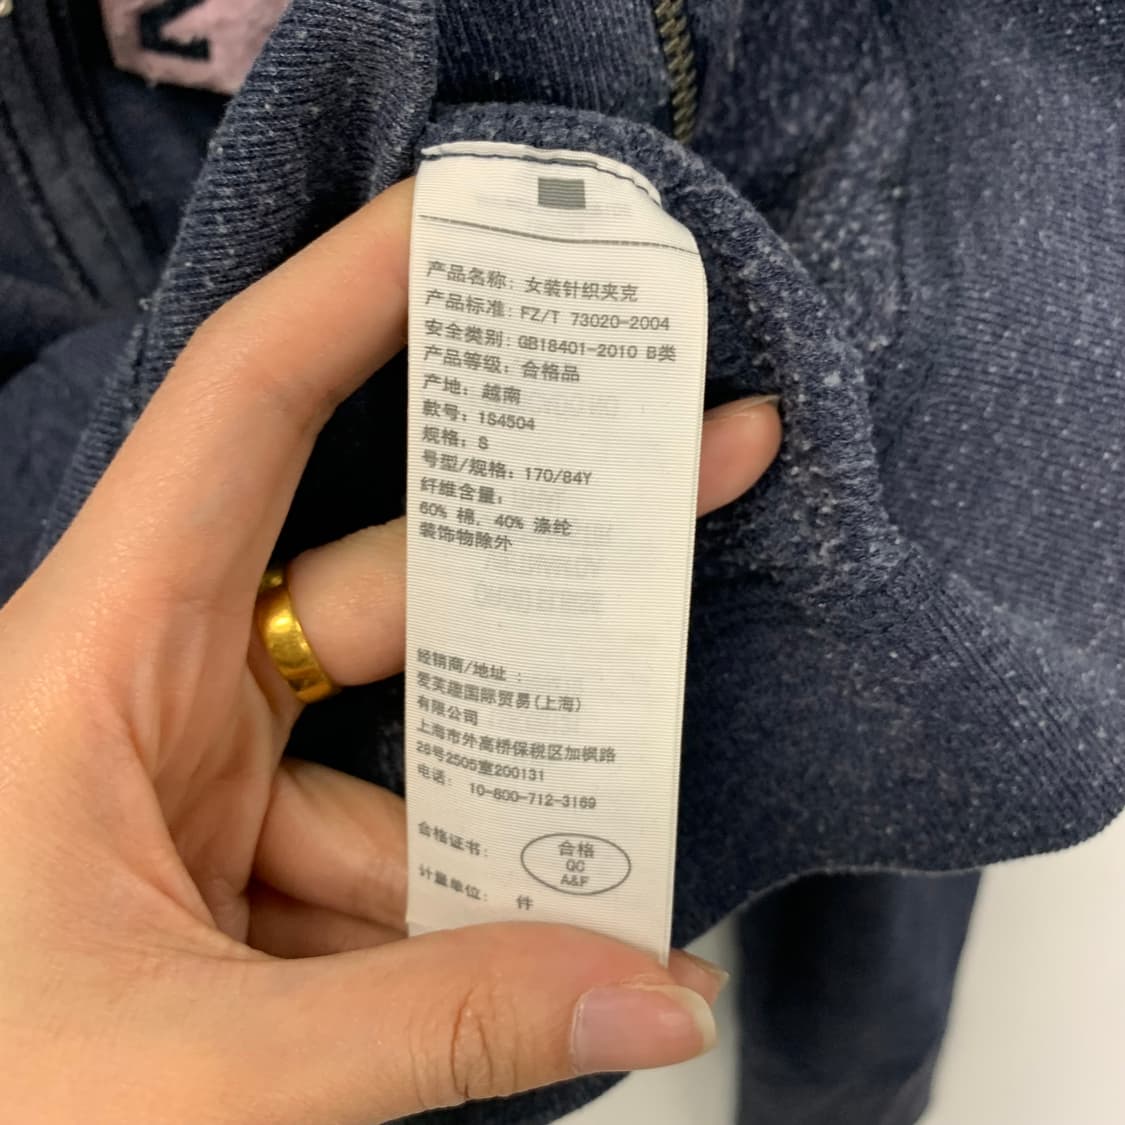 产品名称: 女装针织夹克
产品标准: FZ/T 73020-2004
安全类别: GB18401-2010 B类
产品等级: 合格品
产地: 越南
款号: 1S4504
规格: S
号型/规格: 170/84Y
纤维含量:
60% 棉, 40% 涤纶
装饰物除外
经销商/地址 :
爱芙趣国际贸易(上海)
有限公司
上海市外高桥保税区加枫路
26号2505室200131
电话: 10-800-712-3169
合格证书:
合格
QC
A&F
计量单位: 件